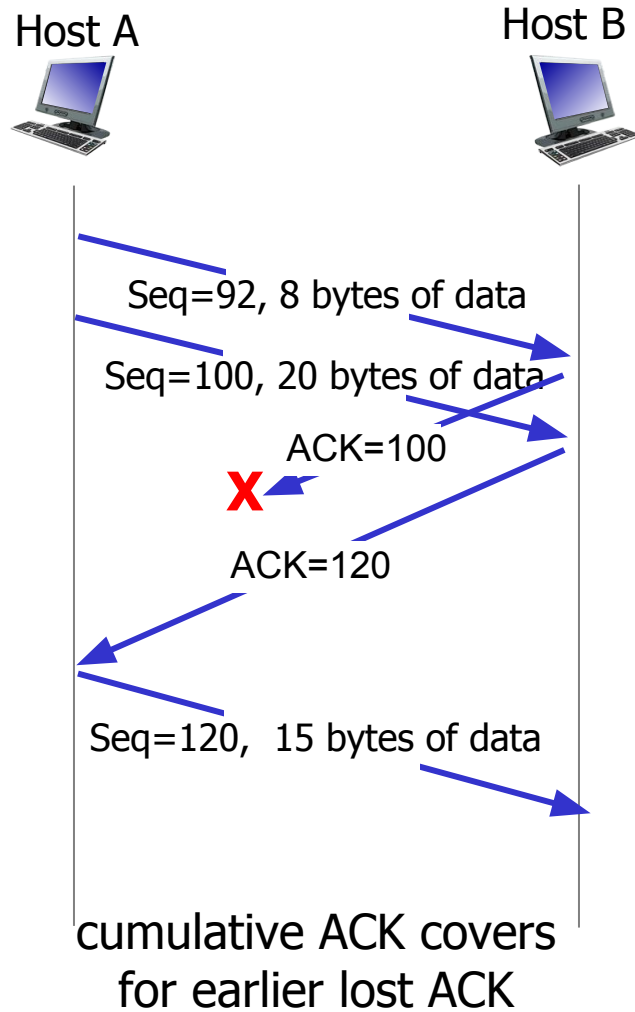 Host A
Host B
Seq=92, 8 bytes of data
Seq=100, 20 bytes of data
ACK=100
X
ACK=120
Seq=120, 15 bytes of data
cumulative ACK covers
for earlier lost ACK